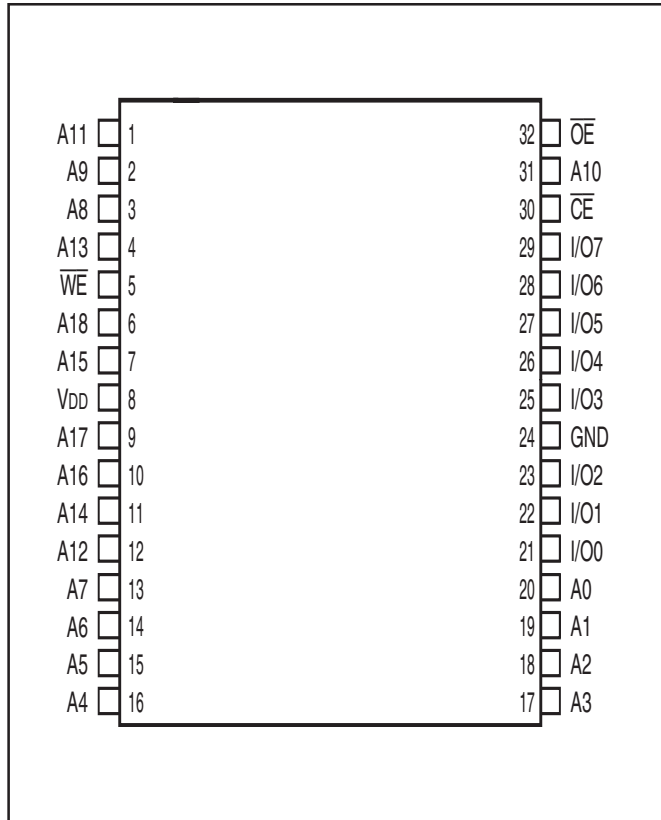 A11 1 32 O̅E̅
A9 2 31 A10
A8 3 30 C̅E̅
A13 4 29 I/O7
W̅E̅ 5 28 I/O6
A18 6 27 I/O5
A15 7 26 I/O4
VDD 8 25 I/O3
A17 9 24 GND
A16 10 23 I/O2
A14 11 22 I/O1
A12 12 21 I/O0
A7 13 20 A0
A6 14 19 A1
A5 15 18 A2
A4 16 17 A3